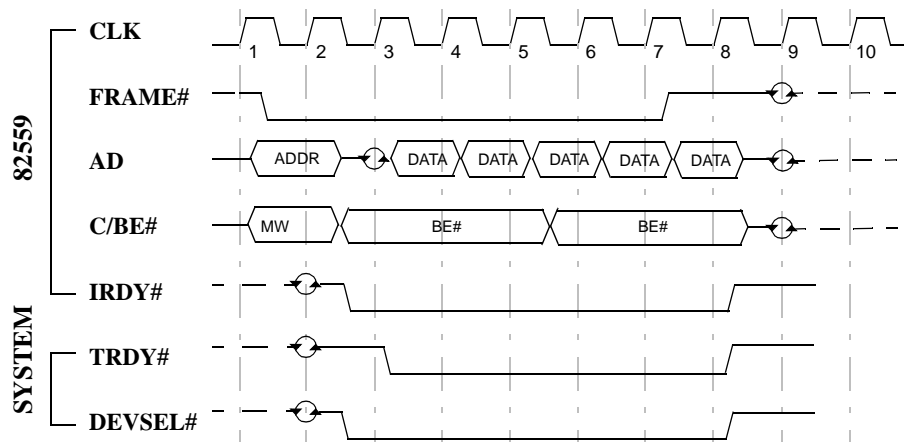 82559
SYSTEM
CLK
1 2 3 4 5 6 7 8 9 10
FRAME#
AD ADDR DATA DATA DATA DATA DATA
C/BE# MW BE# BE#
IRDY#
TRDY#
DEVSEL#